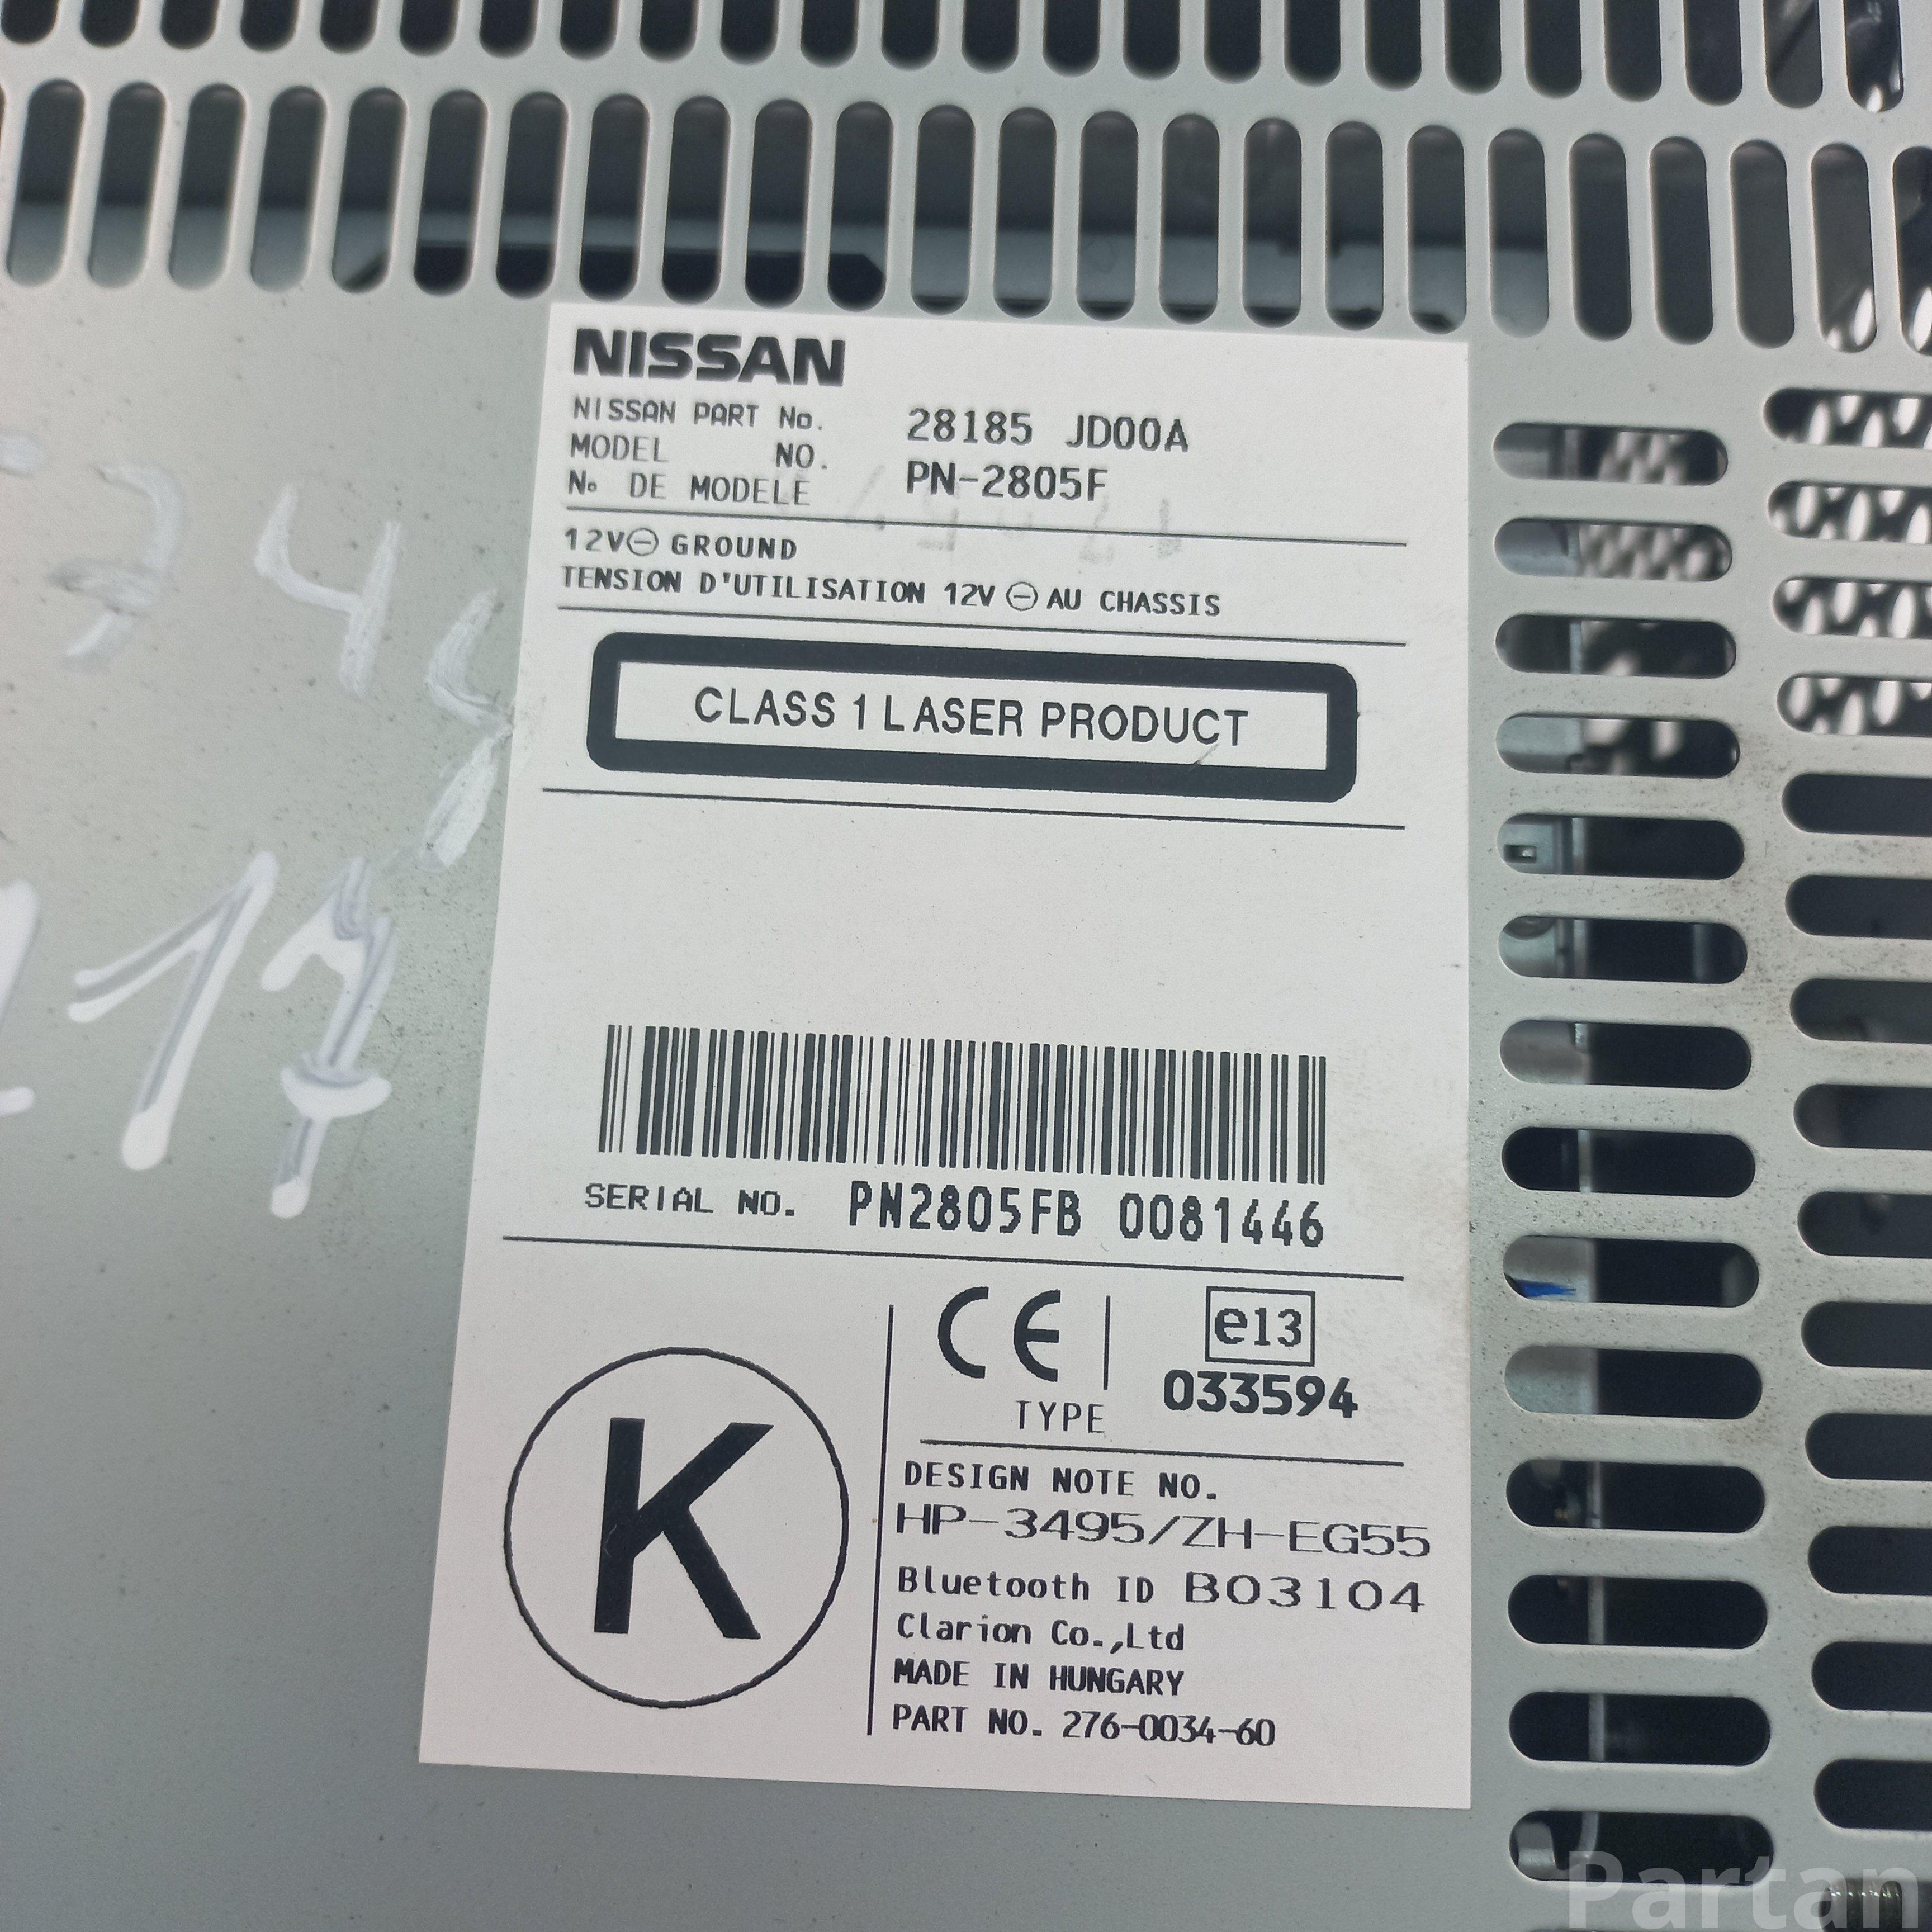 NISSAN
NISSAN PART No. 28185 JD00A
MODEL NO. PN-2805F
No DE MODELE
12V⊖ GROUND
TENSION D'UTILISATION 12V ⊖ AU CHASSIS
CLASS 1 LASER PRODUCT
SERIAL NO. PN2805FB 0081446
K
CE
e13
033594
TYPE
DESIGN NOTE NO.
HP-3495/ZH-EG55
Bluetooth ID B03104
Clarion Co.,Ltd
MADE IN HUNGARY
PART NO. 276-0034-60
17
Partan